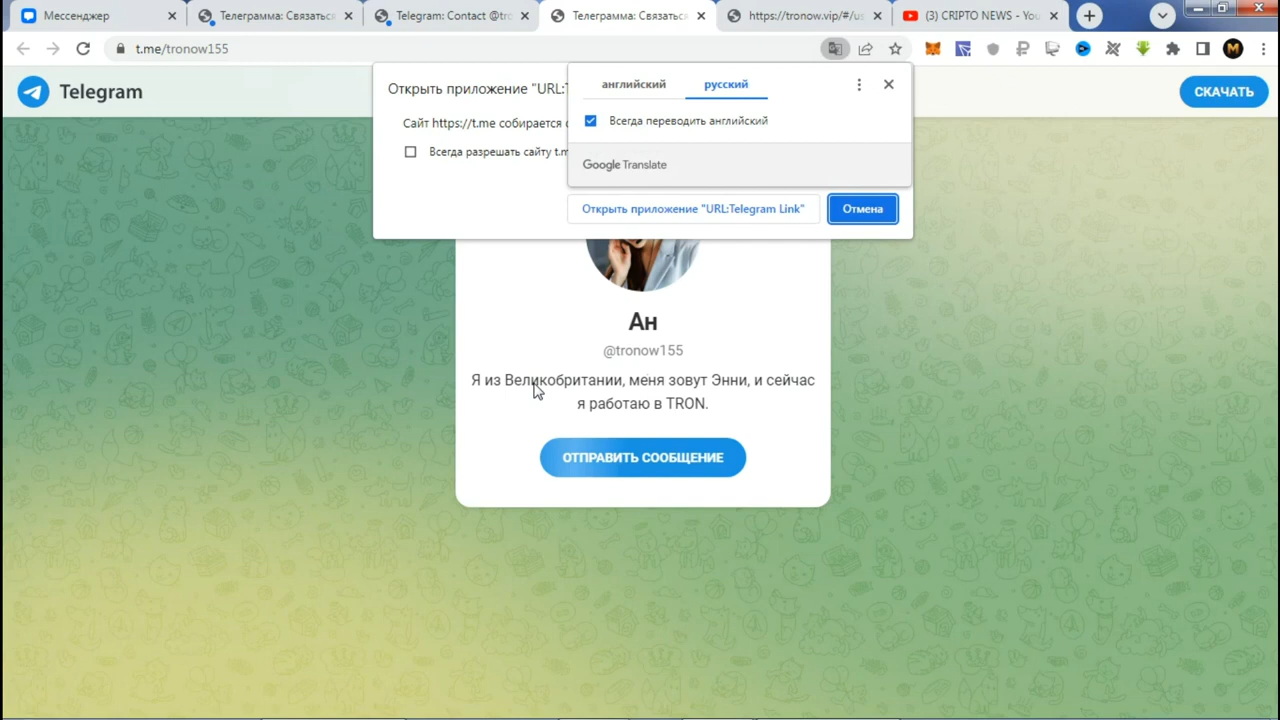 Мессенджер
Телеграмма: Связатьс
Telegram: Contact @tro
Телеграмма: Связатьс
https://tronow.vip/#/us
(3) CRIPTO NEWS - You
t.me/tronow155
Telegram
СКАЧАТЬ
Открыть приложение "URL:
английский
русский
Сайт https://t.me собирается
Всегда переводить английский
Всегда разрешать сайту t.m
Google Translate
Открыть приложение "URL:Telegram Link"
Отмена
Ан
@tronow155
Я из Великобритании, меня зовут Энни, и сейчас
я работаю в TRON.
ОТПРАВИТЬ СООБЩЕНИЕ